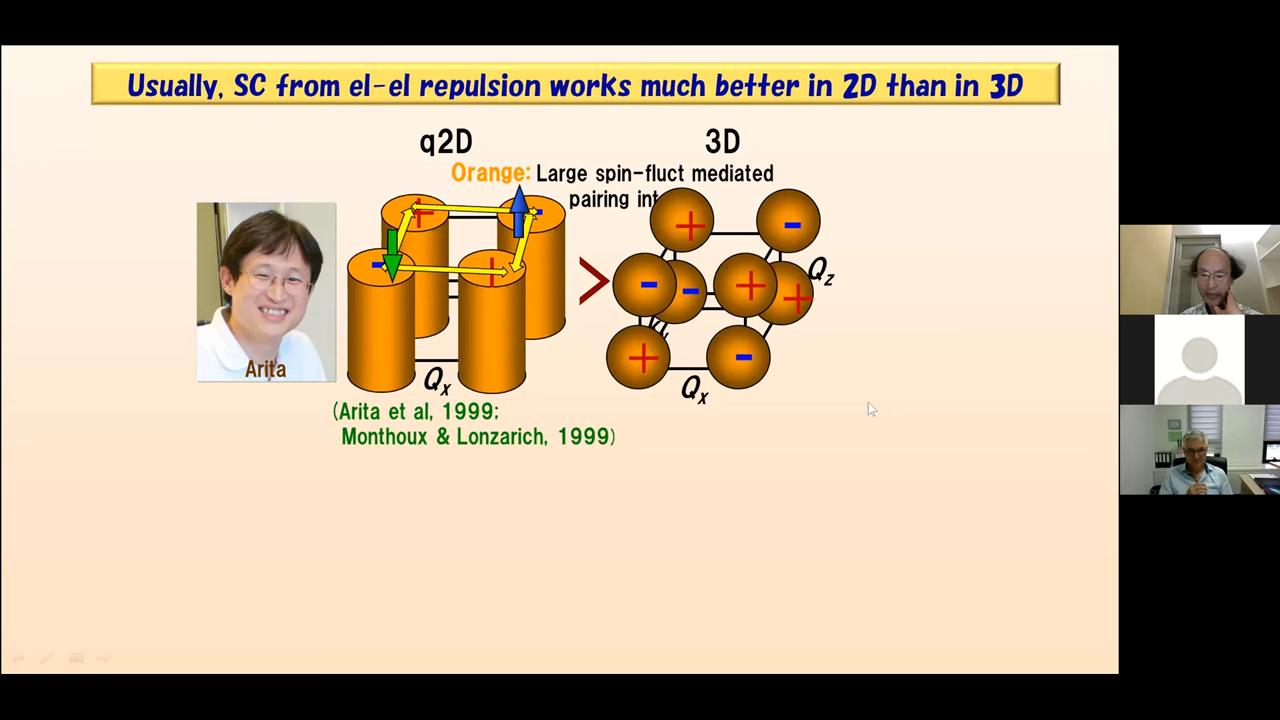 Usually, SC from el-el repulsion works much better in 2D than in 3D
q2D
3D
Orange: Large spin-fluct mediated
pairing int
+
-
-
+
>
+
-
-
-
+
+
+
-
Qz
Qx
Qx
Arita
(Arita et al, 1999;
Monthoux & Lonzarich, 1999)